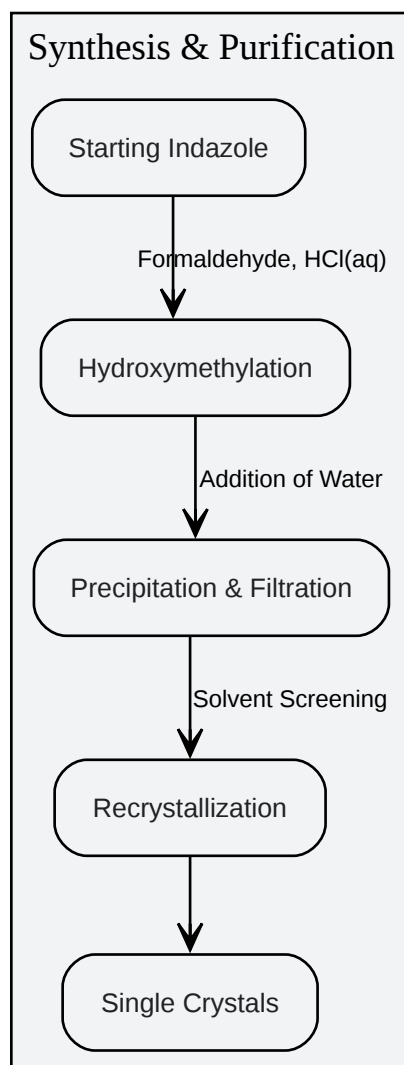 Synthesis & Purification
Starting Indazole
Formaldehyde, HCl(aq)
Hydroxymethylation
Addition of Water
Precipitation & Filtration
Solvent Screening
Recrystallization
Single Crystals